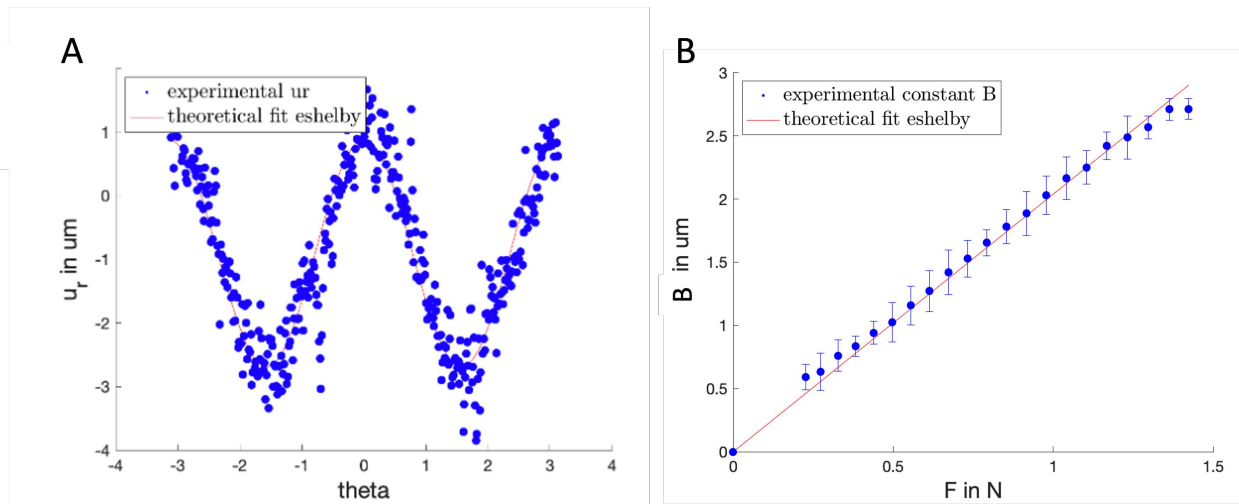 A
experimental ur
theoretical fit eshelby
1
0
-1
-2
-3
-4
-4
-3
-2
-1
0
1
2
3
4
u_r in um
theta
B
experimental constant B
theoretical fit eshelby
3
2.5
2
1.5
1
0.5
0
0
0.5
1
1.5
B in um
F in N